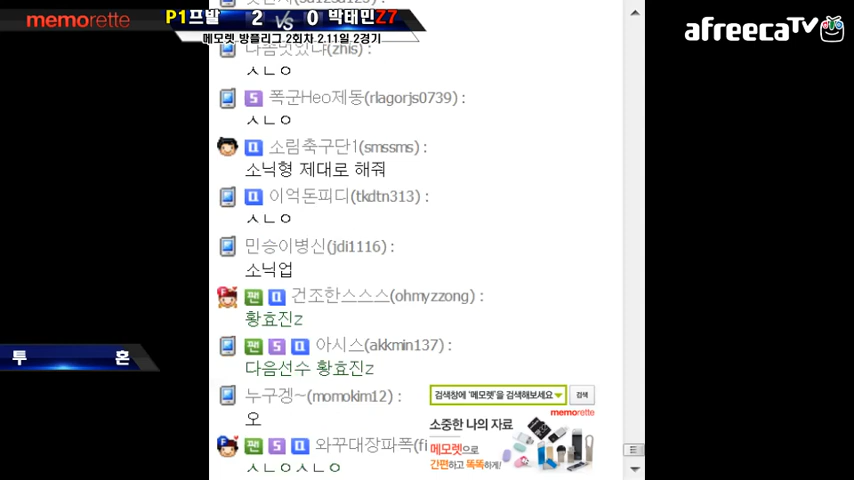 memorette
P1프발 2 VS 0 박태민Z7
메모렛 방플리그 2회차 2.11일 2경기
afreecaTV
ㅅㄴㅇ
폭군Heo제동(rlagorjs0739) :
ㅅㄴㅇ
소림축구단1(smssms) :
소닉형 제대로 해줘
이억돈피디(tkdtn313) :
ㅅㄴㅇ
민승이병신(jdi1116) :
소닉업
건조한스스스(ohmyzzong) :
황효진z
아시스(akkmin137) :
다음선수 황효진z
투 혼
누구겡~(momokim12) :
오
와꾸대장파폭(fi
ㅅㄴㅇㅅㄴㅇ
검색창에 '메모렛'을 검색해보세요 검색
memorette
소중한 나의 자료
메모렛으로
간편하고 똑똑하게!